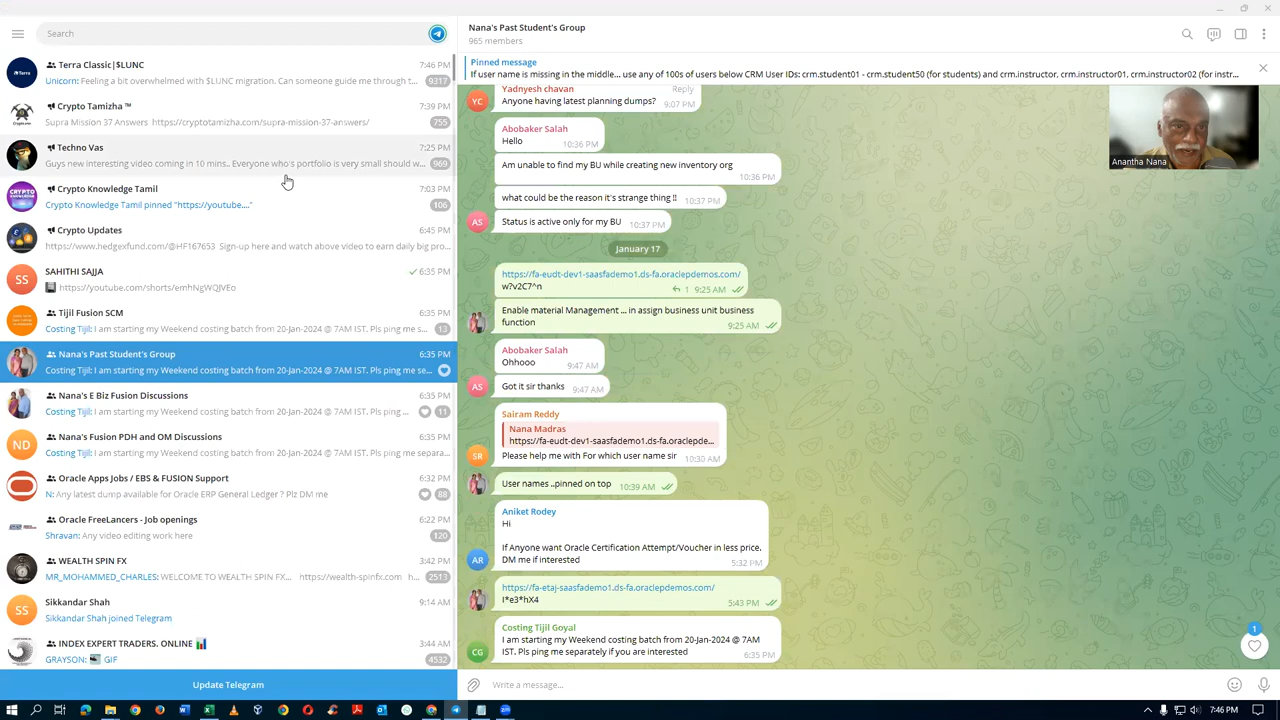 Search
Terra Classic|$LUNC
7:46 PM
Unicorn: Feeling a bit overwhelmed with $LUNC migration. Can someone guide me through t...
9317
Crypto Tamizha ™
7:39 PM
Supra Mission 37 Answers https://cryptotamizha.com/supra-mission-37-answers/
755
Techno Vas
7:25 PM
Guys new interesting video coming in 10 mins.. Everyone who's portfolio is very small should w...
969
Crypto Knowledge Tamil
7:03 PM
Crypto Knowledge Tamil pinned "https://youtube...."
106
Crypto Updates
6:45 PM
https://www.hedgexfund.com/@HF167653 Sign-up here and watch above video to earn daily big pro...
SAHITHI SAJJA
6:35 PM
SS
https://youtube.com/shorts/emhNgWQJVEo
Tijil Fusion SCM
6:35 PM
Costing Tijil: I am starting my Weekend costing batch from 20-Jan-2024 @ 7AM IST. Pls ping me s...
13
Nana's Past Student's Group
6:35 PM
Costing Tijil: I am starting my Weekend costing batch from 20-Jan-2024 @ 7AM IST. Pls ping me se...
Nana's E Biz Fusion Discussions
6:35 PM
Costing Tijil: I am starting my Weekend costing batch from 20-Jan-2024 @ 7AM IST. Pls ping ...
11
Nana's Fusion PDH and OM Discussions
6:35 PM
ND
Costing Tijil: I am starting my Weekend costing batch from 20-Jan-2024 @ 7AM IST. Pls ping me separa...
Oracle Apps Jobs / EBS & FUSION Support
6:32 PM
N: Any latest dump available for Oracle ERP General Ledger ? Plz DM me
88
Oracle FreeLancers - Job openings
6:22 PM
Shravan: Any video editing work here
120
WEALTH SPIN FX
3:42 PM
MR_MOHAMMED_CHARLES: WELCOME TO WEALTH SPIN FX... https://wealth-spinfx.com h...
2513
Sikkandar Shah
9:14 AM
SS
Sikkandar Shah joined Telegram
INDEX EXPERT TRADERS. ONLINE
3:44 AM
GRAYSON: GIF
4532
Update Telegram
Nana's Past Student's Group
965 members
Pinned message
If user name is missing in the middle... use any of 100s of users below CRM User IDs: crm.student01 - crm.student50 (for students) and crm.instructor, crm.instructor01, crm.instructor02 (for instr...
Yadnyesh chavan
Reply
YC
Anyone having latest planning dumps?
9:07 PM
Abobaker Salah
Hello
10:36 PM
Am unable to find my BU while creating new inventory org
10:36 PM
what could be the reason it's strange thing !!
10:37 PM
AS
Status is active only for my BU
10:37 PM
January 17
https://fa-eudt-dev1-saasfademo1.ds-fa.oraclepdemos.com/
w?v2C7^n
1
9:25 AM
Enable material Management ... in assign business unit business
function
9:25 AM
Abobaker Salah
Ohhooo
9:47 AM
AS
Got it sir thanks
9:47 AM
Sairam Reddy
Nana Madras
https://fa-eudt-dev1-saasfademo1.ds-fa.oraclepde...
SR
Please help me with For which user name sir
10:30 AM
User names ..pinned on top
10:39 AM
Aniket Rodey
Hi
If Anyone want Oracle Certification Attempt/Voucher in less price.
AR
DM me if interested
5:32 PM
https://fa-etaj-saasfademo1.ds-fa.oraclepdemos.com/
I*e3*hX4
5:43 PM
Costing Tijil Goyal
I am starting my Weekend costing batch from 20-Jan-2024 @ 7AM
CG
IST. Pls ping me separately if you are interested
6:35 PM
1
Write a message...
Anantha Nana
7:46 PM